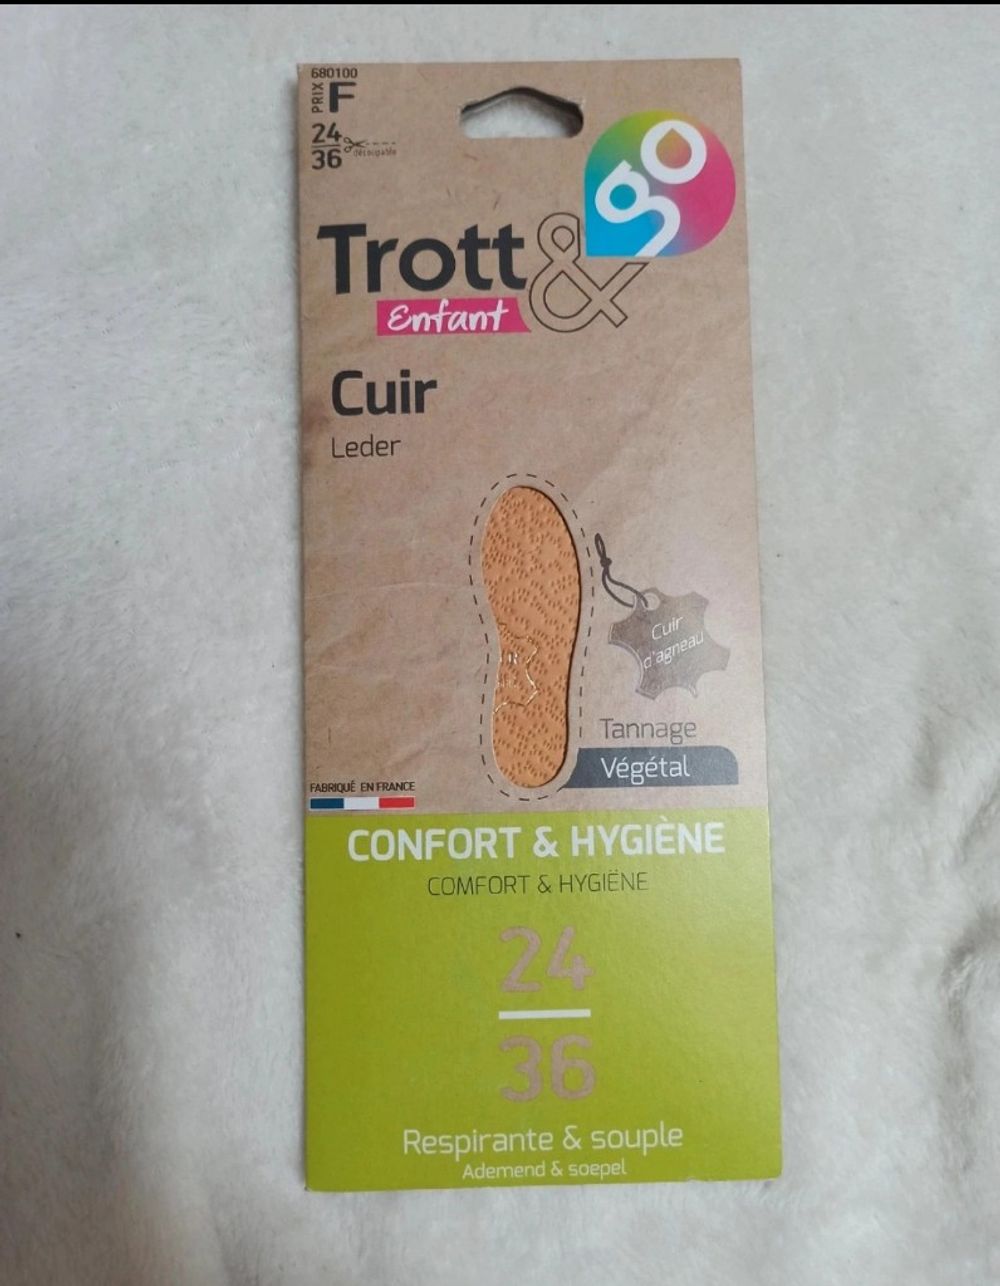 680100
PRIX F
24
36
découpable
go
Trott &
Enfant
Cuir
Leder
Cuir
d'agneau
Tannage
Végétal
FABRIQUÉ EN FRANCE
CONFORT & HYGIÈNE
COMFORT & HYGIËNE
24
36
Respirante & souple
Ademend & soepel